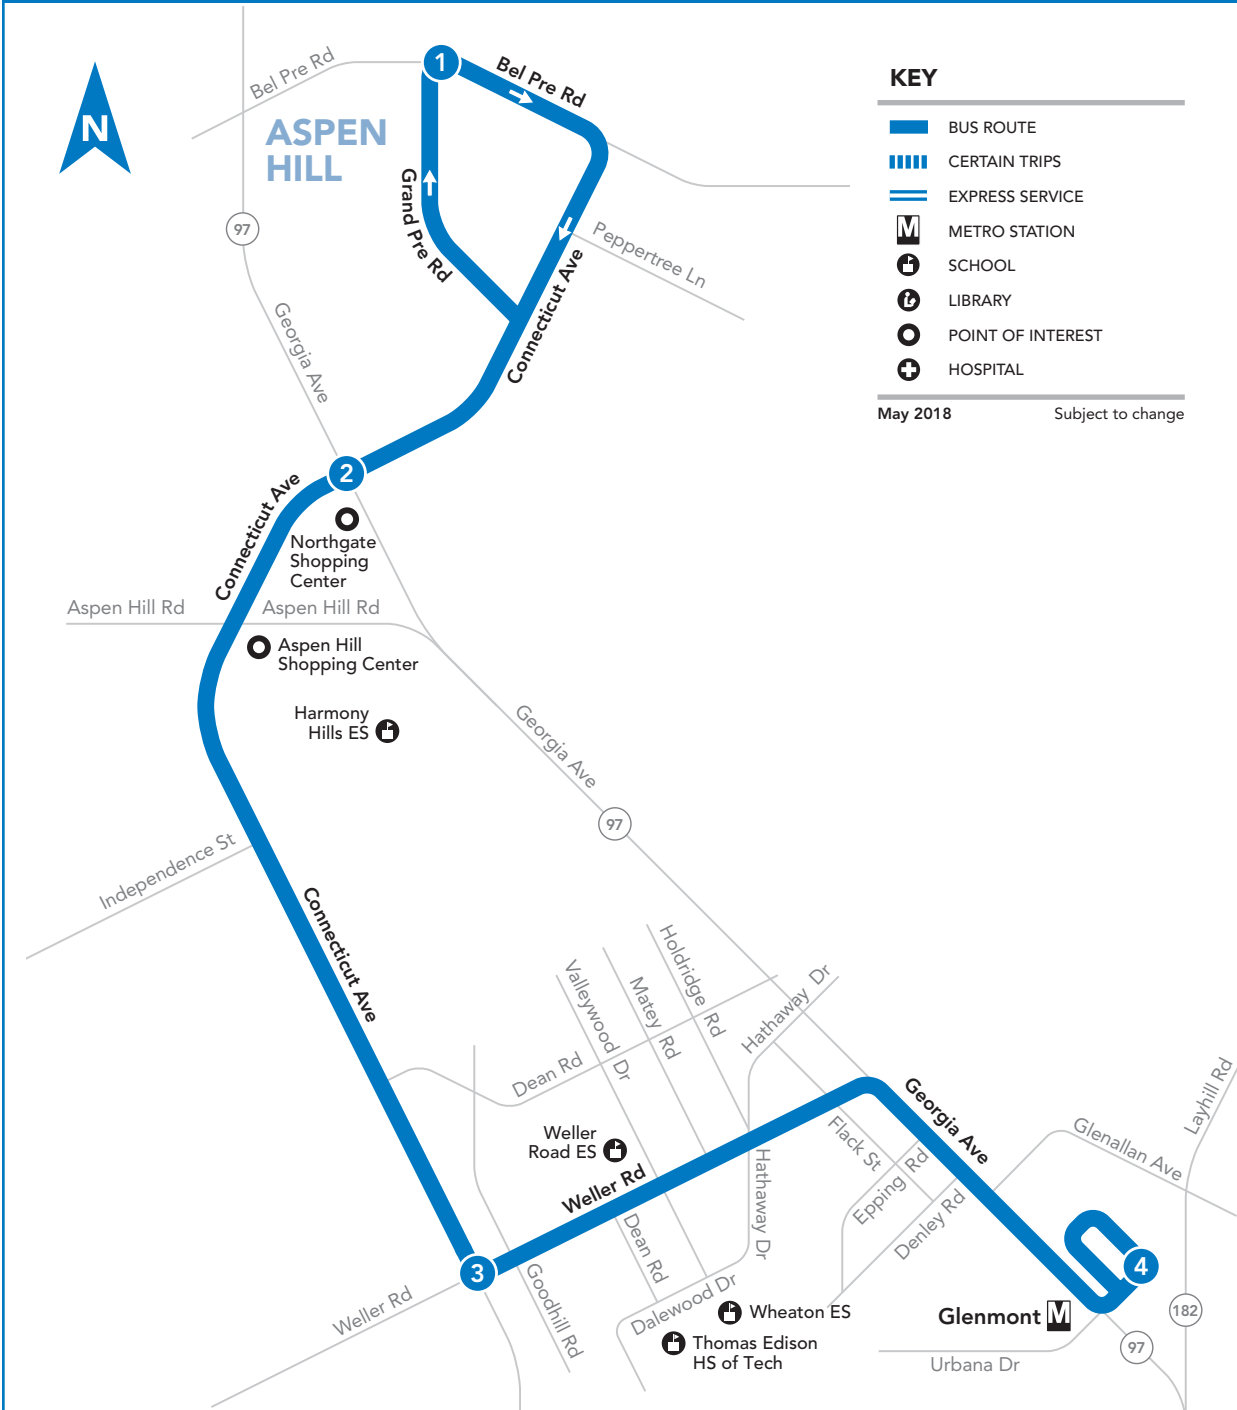 Bel Pre Rd
1
Bel Pre Rd
N
ASPEN
HILL
Grand Pre Rd
97
Peppertree Ln
Georgia Ave
Connecticut Ave
KEY
BUS ROUTE
CERTAIN TRIPS
EXPRESS SERVICE
M METRO STATION
SCHOOL
LIBRARY
POINT OF INTEREST
HOSPITAL
May 2018 Subject to change
2
Connecticut Ave
Northgate
Shopping
Center
Aspen Hill Rd
Aspen Hill Rd
Aspen Hill
Shopping Center
Harmony
Hills ES
Georgia Ave
97
Independence St
Connecticut Ave
Valleywood Dr
Matey Rd
Holdridge Rd
Hathaway Dr
Dean Rd
Georgia Ave
Layhill Rd
Glenallan Ave
Weller
Road ES
Weller Rd
Flack St
Epping Rd
Denley Rd
Hathaway Dr
Dean Rd
3
4
Goodhill Rd
Weller Rd
Dalewood Dr
Wheaton ES
Thomas Edison
HS of Tech
Glenmont M
182
97
Urbana Dr